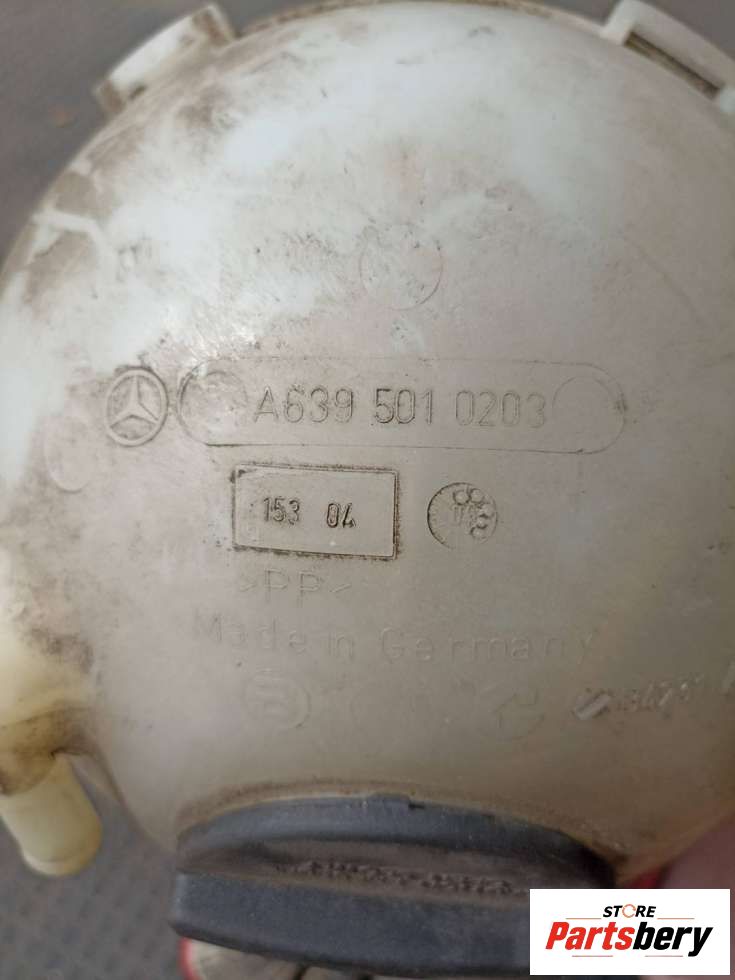 A639 501 0203
153 04
>PP<
Made in Germany
STORE
Partsbery